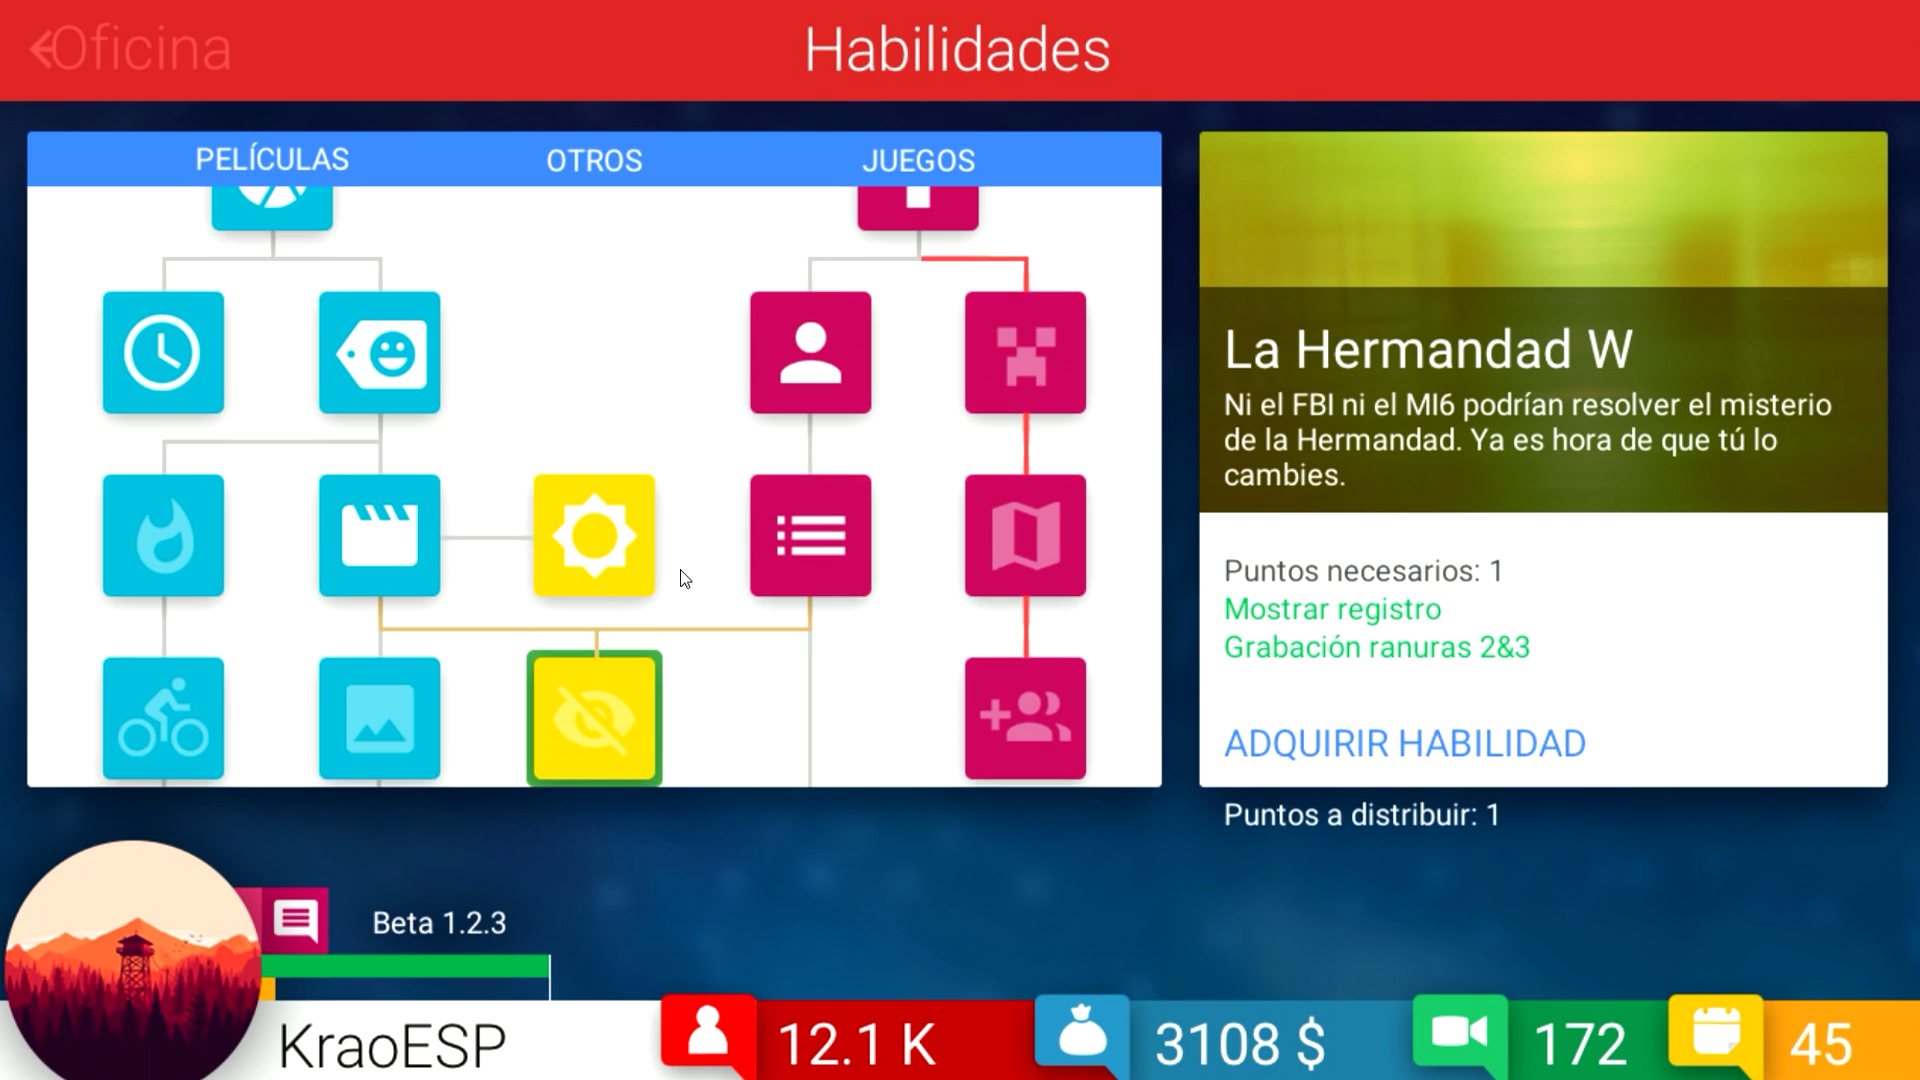 Oficina
Habilidades
PELÍCULAS
OTROS
JUEGOS
La Hermandad W
Ni el FBI ni el MI6 podrían resolver el misterio
de la Hermandad. Ya es hora de que tú lo
cambies.
Puntos necesarios: 1
Mostrar registro
Grabación ranuras 2&3
ADQUIRIR HABILIDAD
Puntos a distribuir: 1
Beta 1.2.3
KraoESP
12.1 K
3108 $
172
45